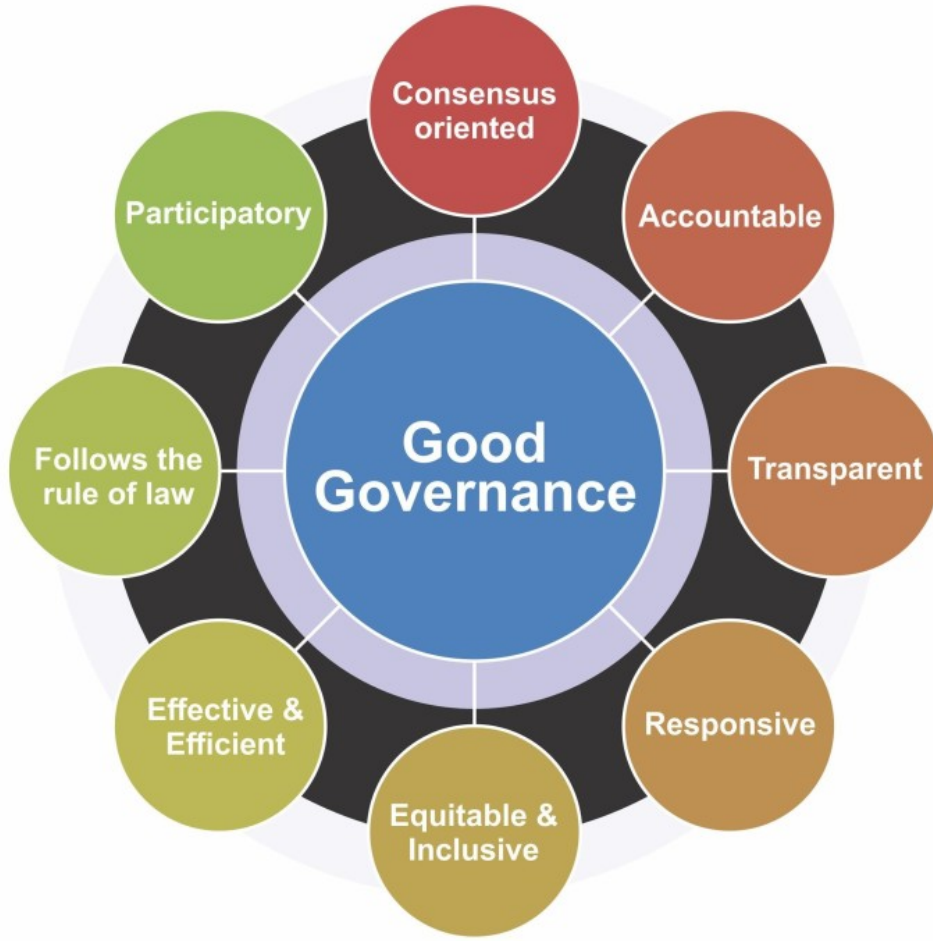 Consensus
oriented
Accountable
Transparent
Responsive
Equitable &
Inclusive
Effective &
Efficient
Follows the
rule of law
Participatory
Good
Governance